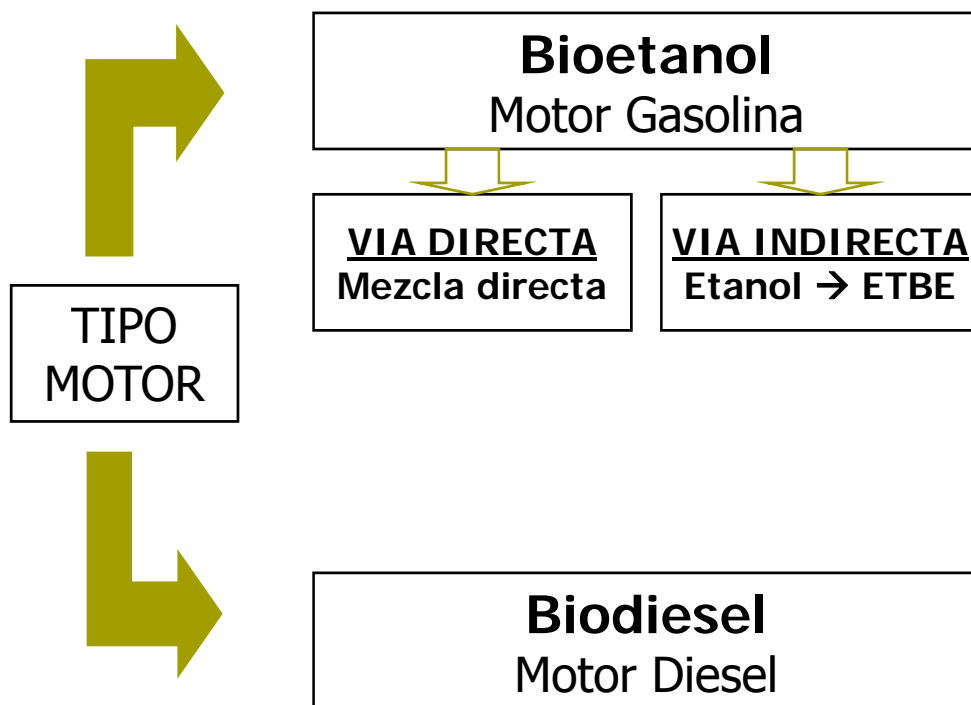 Bioetanol
Motor Gasolina
VIA DIRECTA
Mezcla directa
VIA INDIRECTA
Etanol → ETBE
TIPO
MOTOR
Biodiesel
Motor Diesel